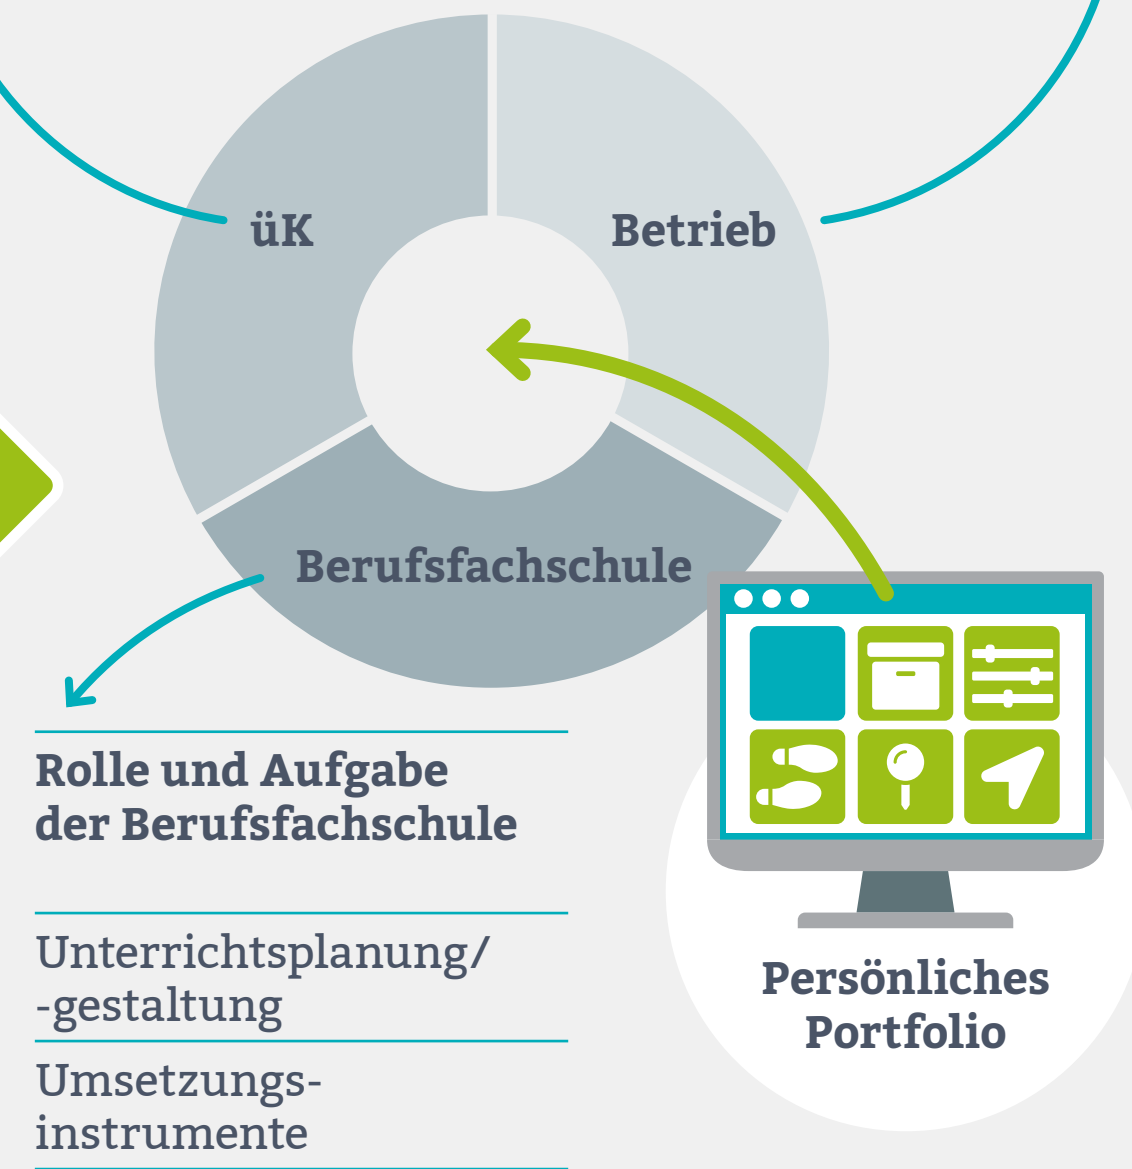 üK
Betrieb
Berufsfachschule
Rolle und Aufgabe
der Berufsfachschule
Unterrichtsplanung/
-gestaltung
Umsetzungs-
instrumente
Persönliches
Portfolio